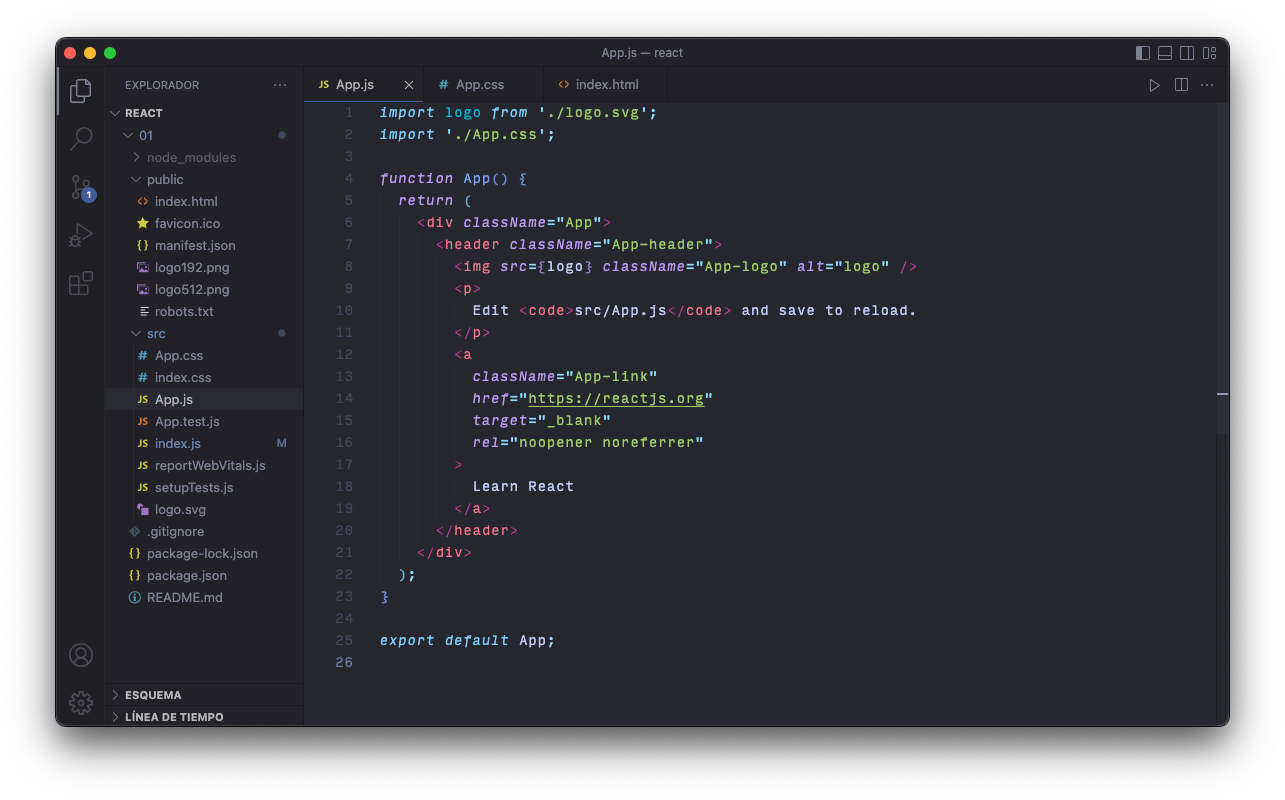 App.js — react
EXPLORADOR
REACT
01
node_modules
public
index.html
favicon.ico
manifest.json
logo192.png
logo512.png
robots.txt
src
App.css
index.css
App.js
App.test.js
index.js M
reportWebVitals.js
setupTests.js
logo.svg
.gitignore
package-lock.json
package.json
README.md
ESQUEMA
LÍNEA DE TIEMPO
1
JS App.js # App.css <> index.html
1 import logo from './logo.svg';
2 import './App.css';
3
4 function App() {
5   return (
6     <div className="App">
7       <header className="App-header">
8         <img src={logo} className="App-logo" alt="logo" />
9         <p>
10           Edit <code>src/App.js</code> and save to reload.
11         </p>
12         <a
13           className="App-link"
14           href="https://reactjs.org"
15           target="_blank"
16           rel="noopener noreferrer"
17         >
18           Learn React
19         </a>
20       </header>
21     </div>
22   );
23 }
24
25 export default App;
26